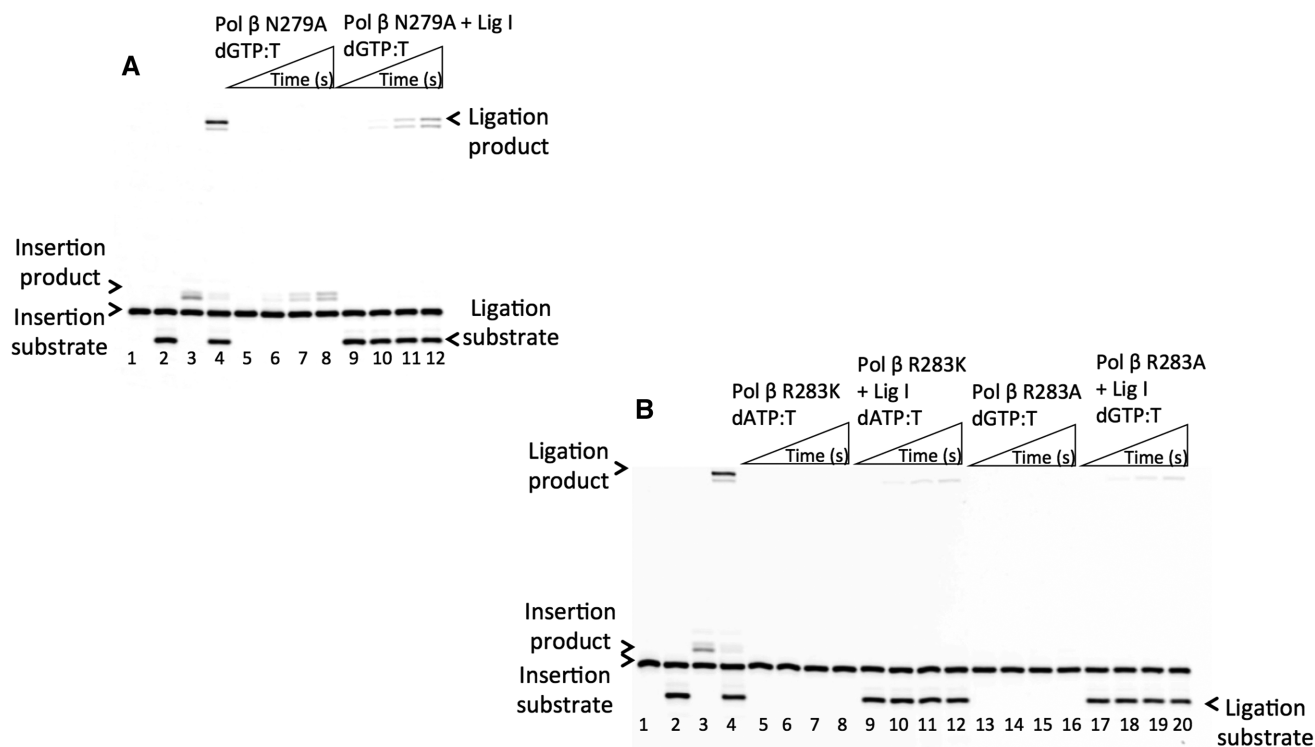 A
Pol β N279A
dGTP:T
Time (s)
Pol β N279A + Lig I
dGTP:T
Time (s)
Ligation
product
Insertion
product
Insertion
substrate
Ligation
substrate
1 2 3 4 5 6 7 8 9 10 11 12
B
Pol β R283K
dATP:T
Time (s)
Pol β R283K
+ Lig I
dATP:T
Time (s)
Pol β R283A
dGTP:T
Time (s)
Pol β R283A
+ Lig I
dGTP:T
Time (s)
Ligation
product
Insertion
product
Insertion
substrate
1 2 3 4 5 6 7 8 9 10 11 12 13 14 15 16 17 18 19 20
Ligation
substrate